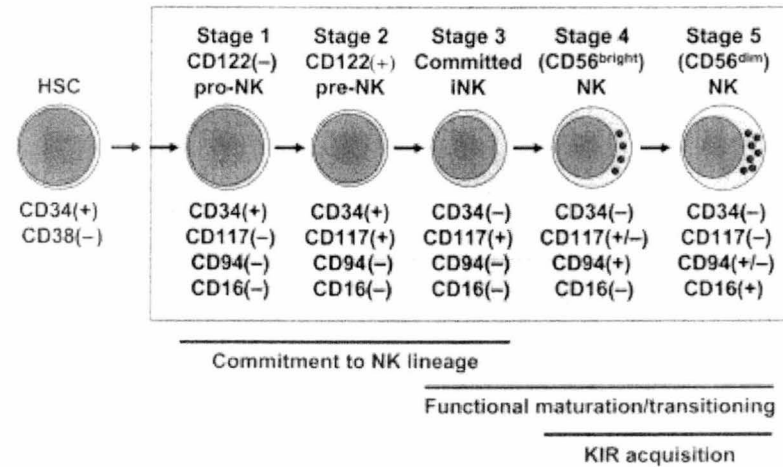 Stage 1
CD122(–)
pro-NK
Stage 2
CD122(+)
pre-NK
Stage 3
Committed
iNK
Stage 4
(CD56bright)
NK
Stage 5
(CD56dim)
NK
HSC
CD34(+)
CD38(–)
CD34(+)
CD117(–)
CD94(–)
CD16(–)
CD34(+)
CD117(+)
CD94(–)
CD16(–)
CD34(–)
CD117(+)
CD94(–)
CD16(–)
CD34(–)
CD117(+/–)
CD94(+)
CD16(–)
CD34(–)
CD117(–)
CD94(+/–)
CD16(+)
Commitment to NK lineage
Functional maturation/transitioning
KIR acquisition